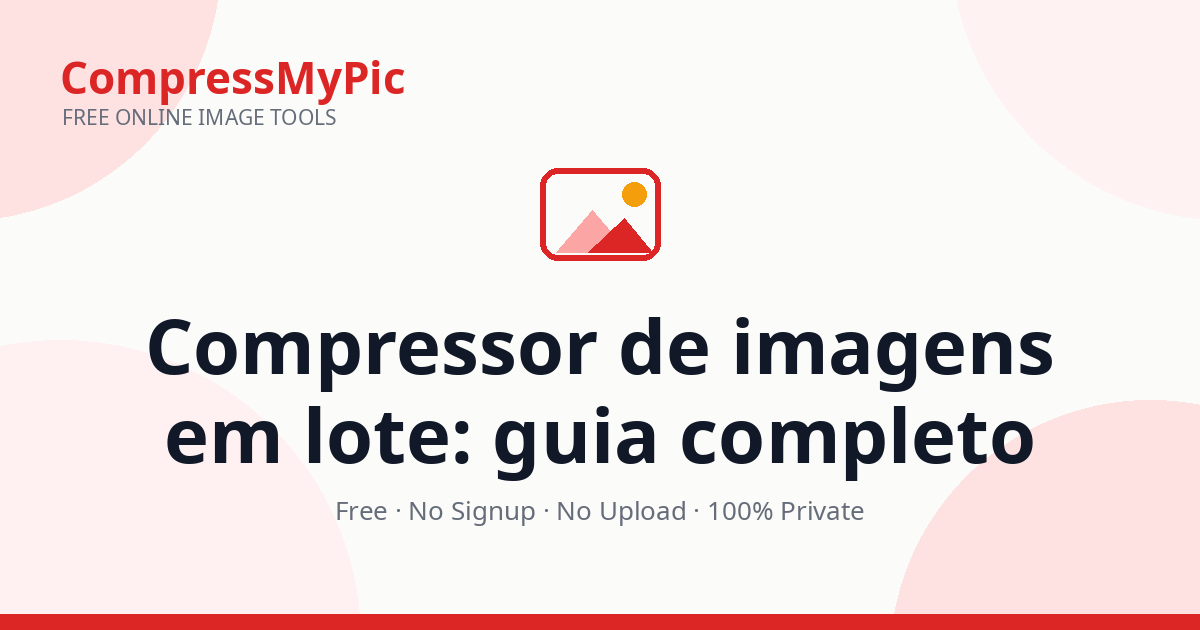 CompressMyPic
FREE ONLINE IMAGE TOOLS
Compressor de imagens
em lote: guia completo
Free · No Signup · No Upload · 100% Private